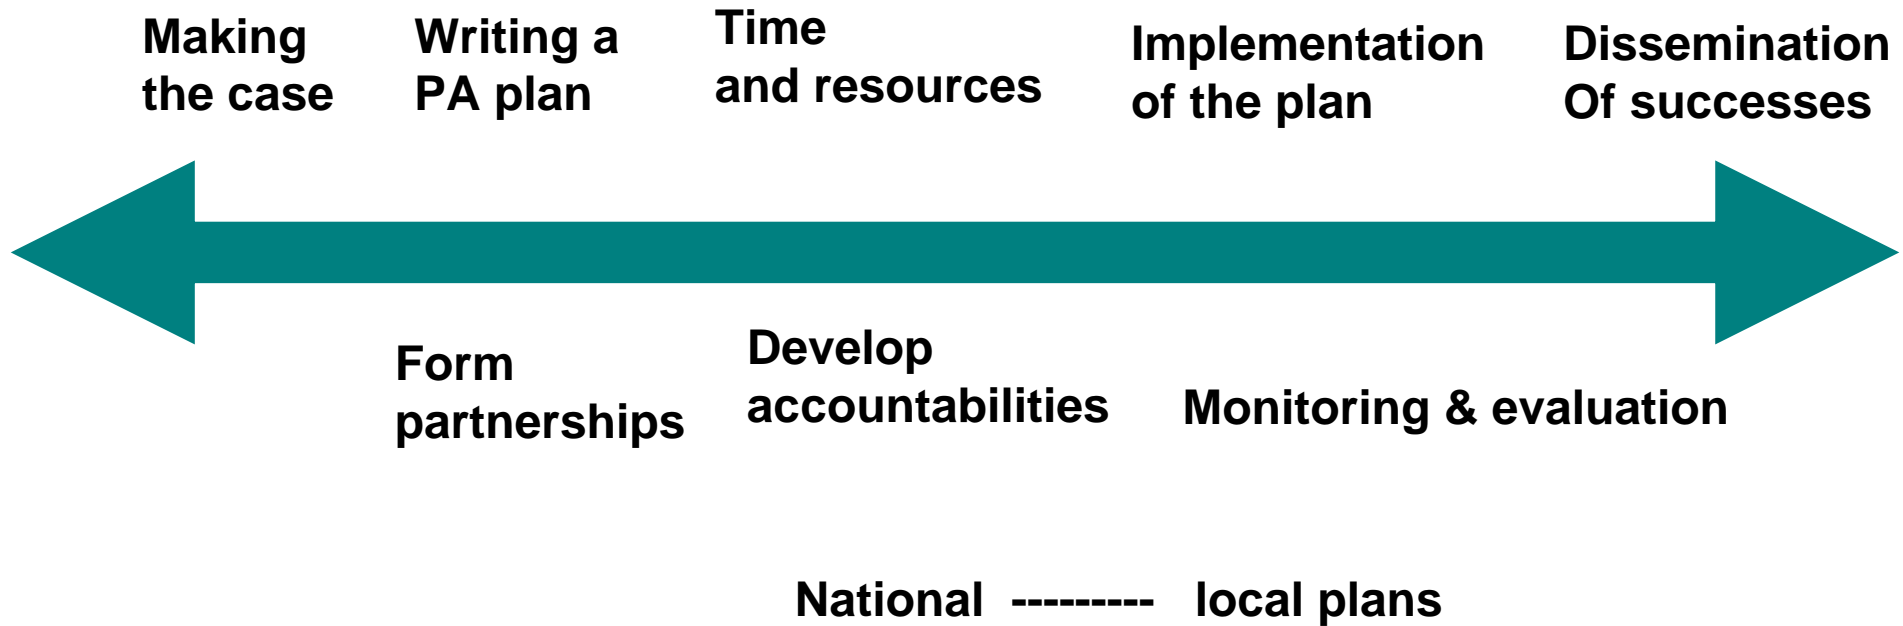 Making
the case
Writing a
PA plan
Time
and resources
Implementation
of the plan
Dissemination
Of successes
Form
partnerships
Develop
accountabilities
Monitoring & evaluation
National --------- local plans